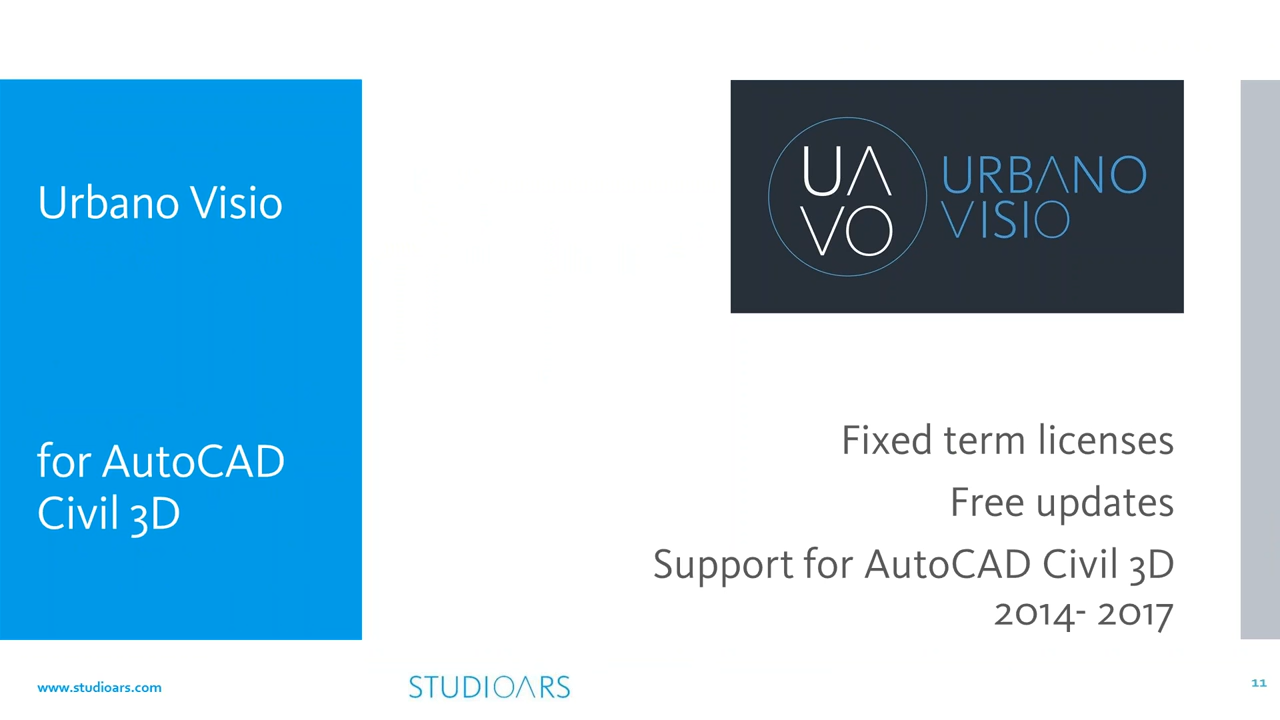 Urbano Visio
for AutoCAD
Civil 3D
UA
VO
URBANO
VISIO
Fixed term licenses
Free updates
Support for AutoCAD Civil 3D
2014- 2017
www.studioars.com
STUDIOARS
11